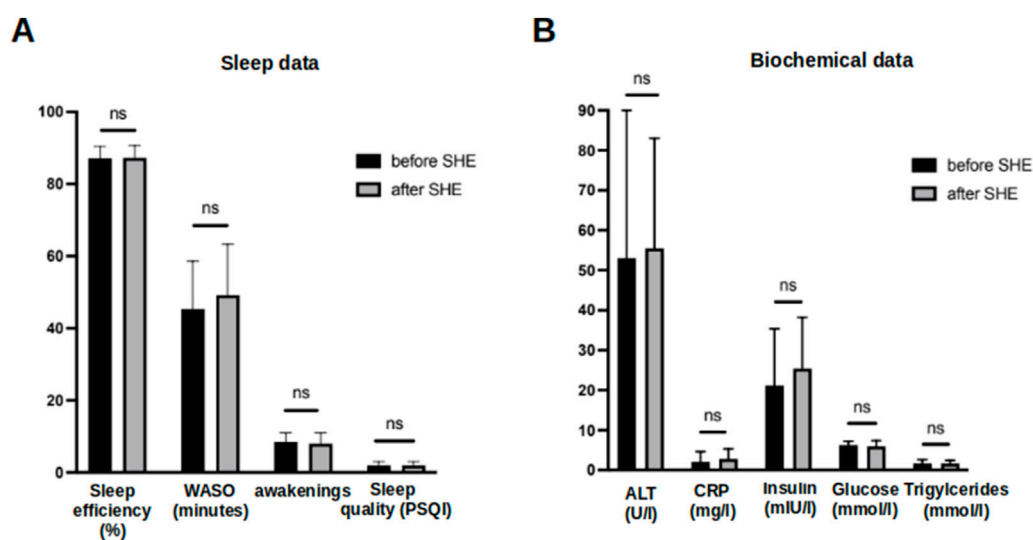 A
Sleep data
100
80
60
40
20
0
ns
ns
ns
ns
before SHE
after SHE
Sleep efficiency (%)
WASO (minutes)
awakenings
Sleep quality (PSQI)
B
Biochemical data
90
80
70
60
50
40
30
20
10
0
ns
ns
ns
ns
ns
before SHE
after SHE
ALT (U/l)
CRP (mg/l)
Insulin (mIU/l)
Glucose (mmol/l)
Trigylcerides (mmol/l)